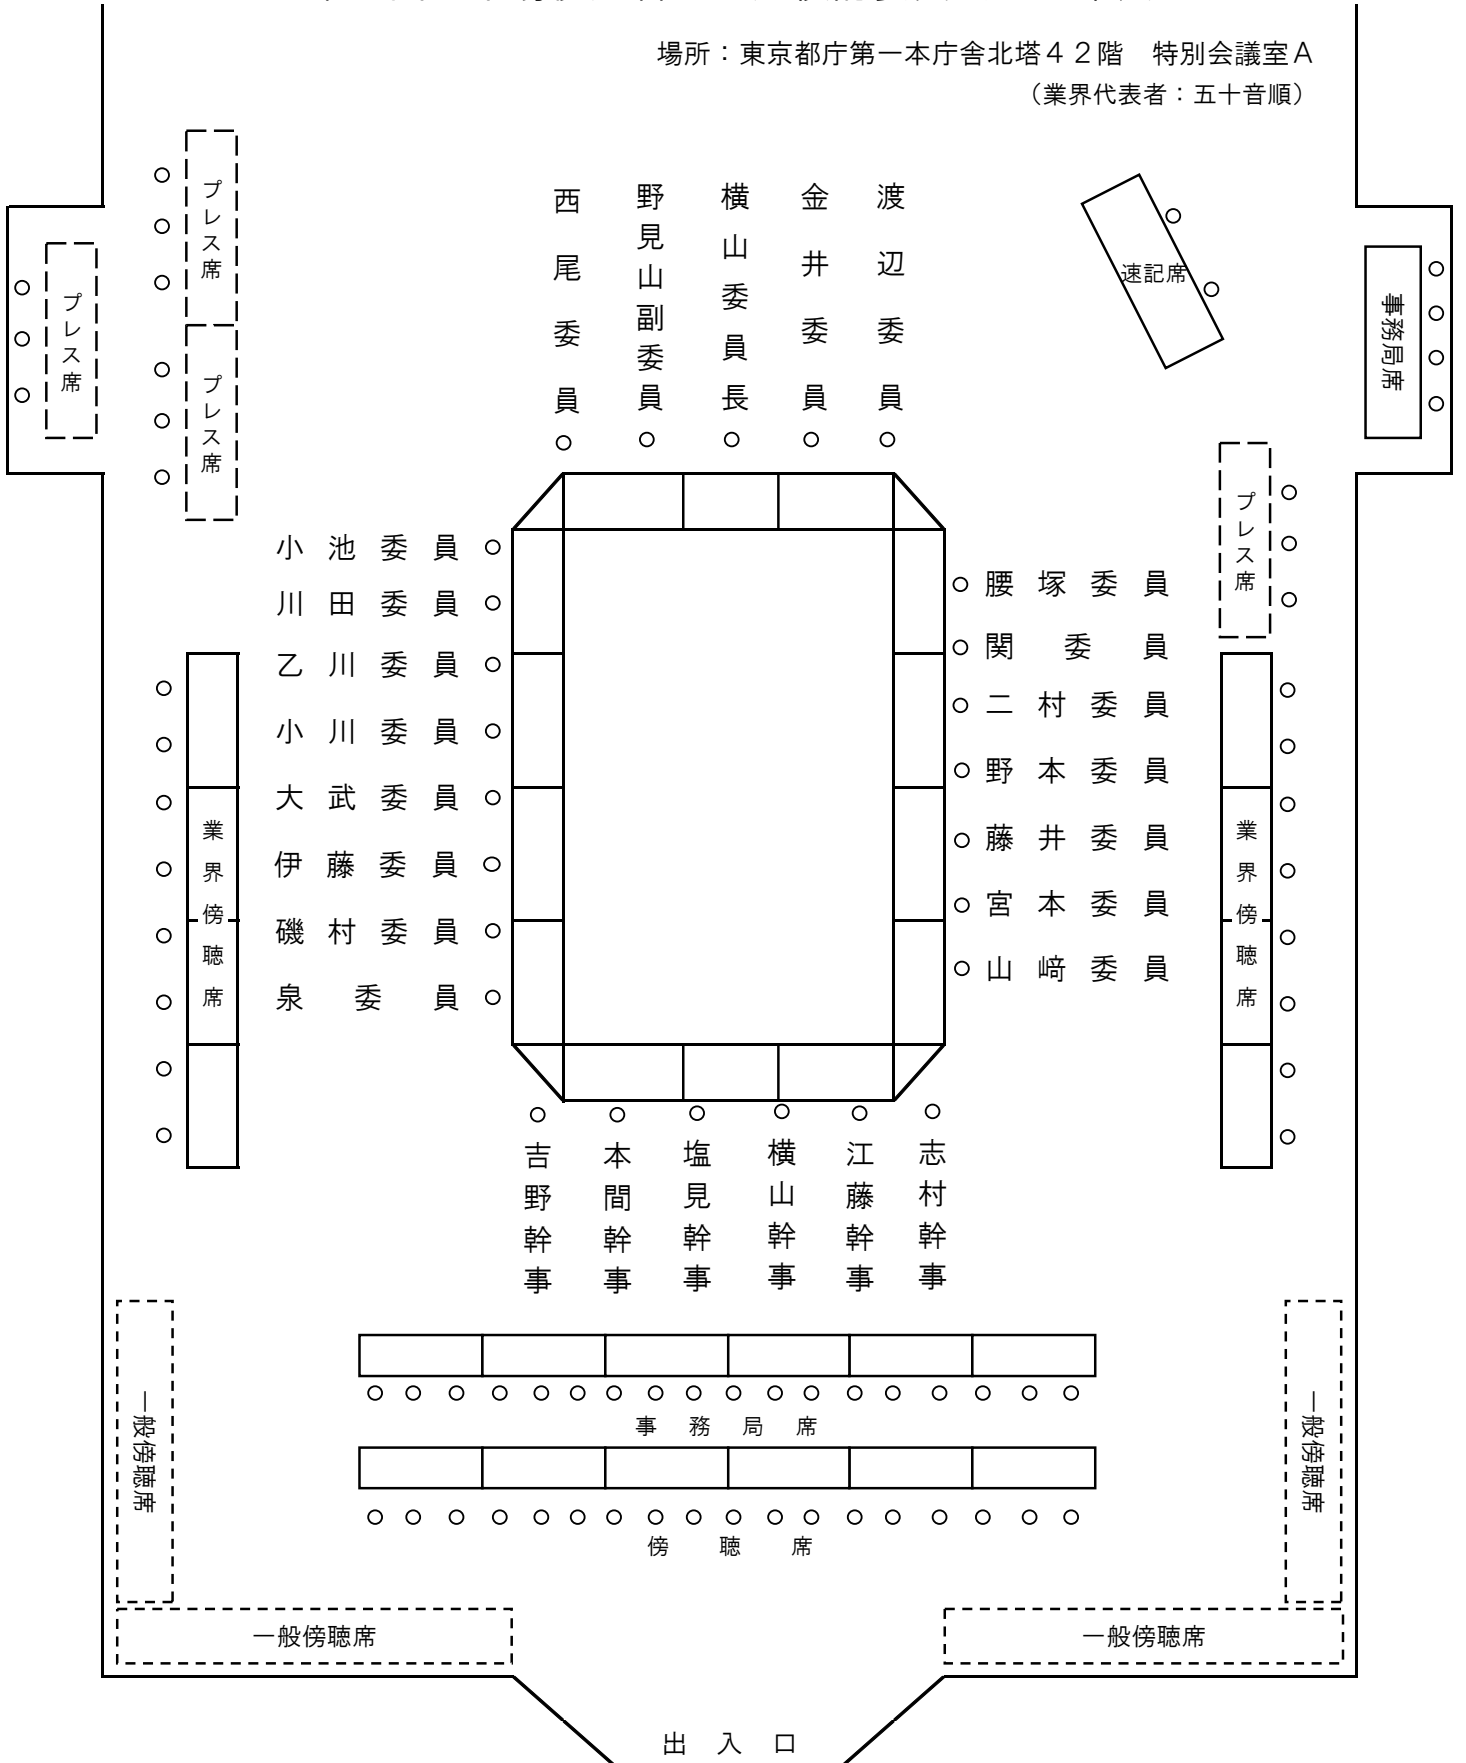 場所：東京都庁第一本庁舎北塔４２階　特別会議室Ａ
（業界代表者：五十音順）
プレス席
プレス席
プレス席
西尾委員
野見山副委員
横山委員長
金井委員
渡辺委員
速記席
事務局席
プレス席
小池委員
川田委員
乙川委員
小川委員
大武委員
伊藤委員
磯村委員
泉委員
腰塚委員
関委員
二村委員
野本委員
藤井委員
宮本委員
山﨑委員
業界傍聴席
業界傍聴席
吉野幹事
本間幹事
塩見幹事
横山幹事
江藤幹事
志村幹事
事務局席
傍聴席
一般傍聴席
一般傍聴席
一般傍聴席
一般傍聴席
出入口